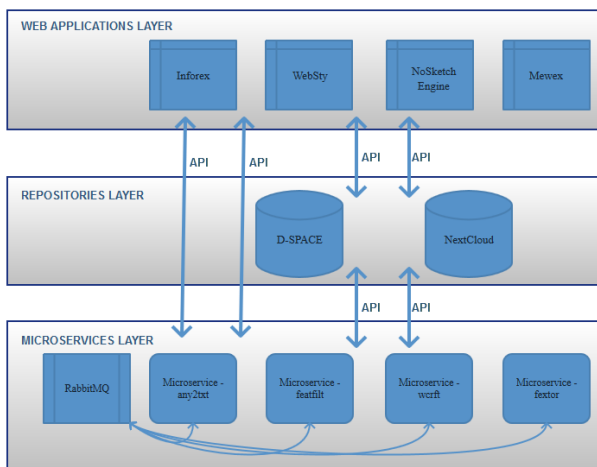 WEB APPLICATIONS LAYER
Inforex
WebSty
NoSketch
Engine
Mewex
API
API
API
API
REPOSITORIES LAYER
D-SPACE
NextCloud
API
API
MICROSERVICES LAYER
RabbitMQ
Microservice -
any2txt
Microservice -
featfilt
Microservice -
wcrft
Microservice -
fextor